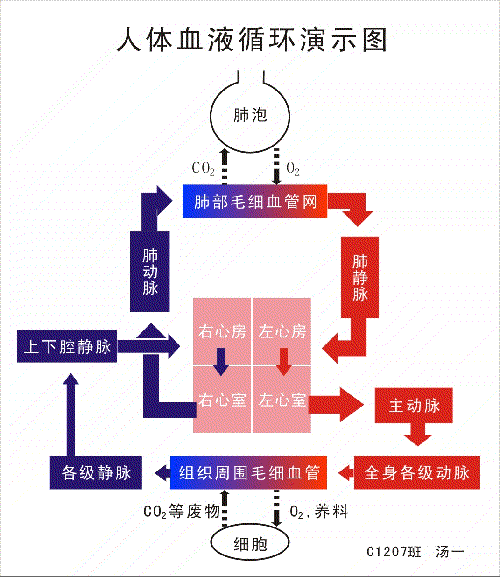 人体血液循环演示图
肺泡
CO₂
O₂
肺部毛细血管网
肺动脉
肺静脉
右心房
左心房
上下腔静脉
右心室
左心室
主动脉
各级静脉
组织周围毛细血管
全身各级动脉
CO₂等废物
O₂,养料
细胞
C1207班 汤一